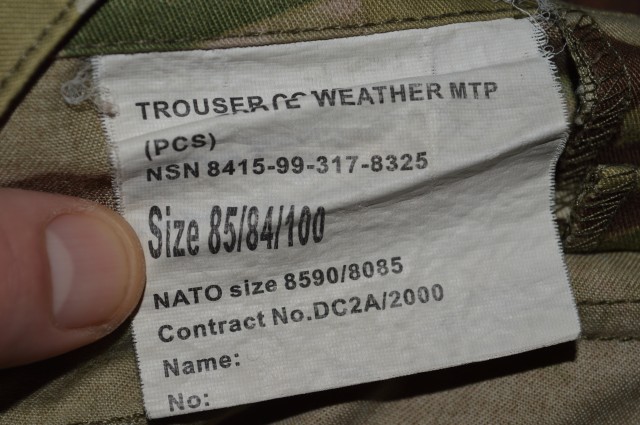 TROUSER WEATHER MTP
(PCS)
NSN 8415-99-317-8325
Size 85/84/100
NATO size 8590/8085
Contract No.DC2A/2000
Name:
No: